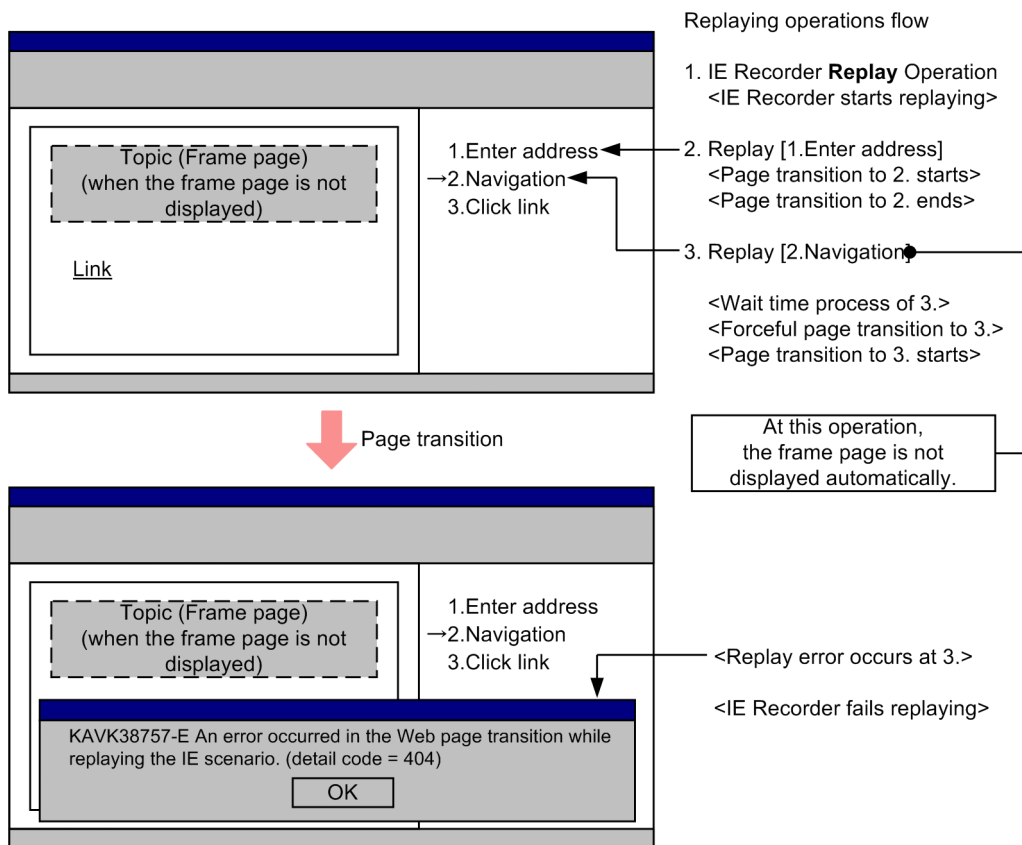 Replaying operations flow
1. IE Recorder Replay Operation
<IE Recorder starts replaying>
Topic (Frame page)
(when the frame page is not
displayed)
Link
1.Enter address
→2.Navigation
3.Click link
2. Replay [1.Enter address]
<Page transition to 2. starts>
<Page transition to 2. ends>
3. Replay [2.Navigation]
<Wait time process of 3.>
<Forceful page transition to 3.>
<Page transition to 3. starts>
Page transition
At this operation,
the frame page is not
displayed automatically.
Topic (Frame page)
(when the frame page is not
displayed)
1.Enter address
→2.Navigation
3.Click link
<Replay error occurs at 3.>
<IE Recorder fails replaying>
KAVK38757-E An error occurred in the Web page transition while
replaying the IE scenario. (detail code = 404)
OK